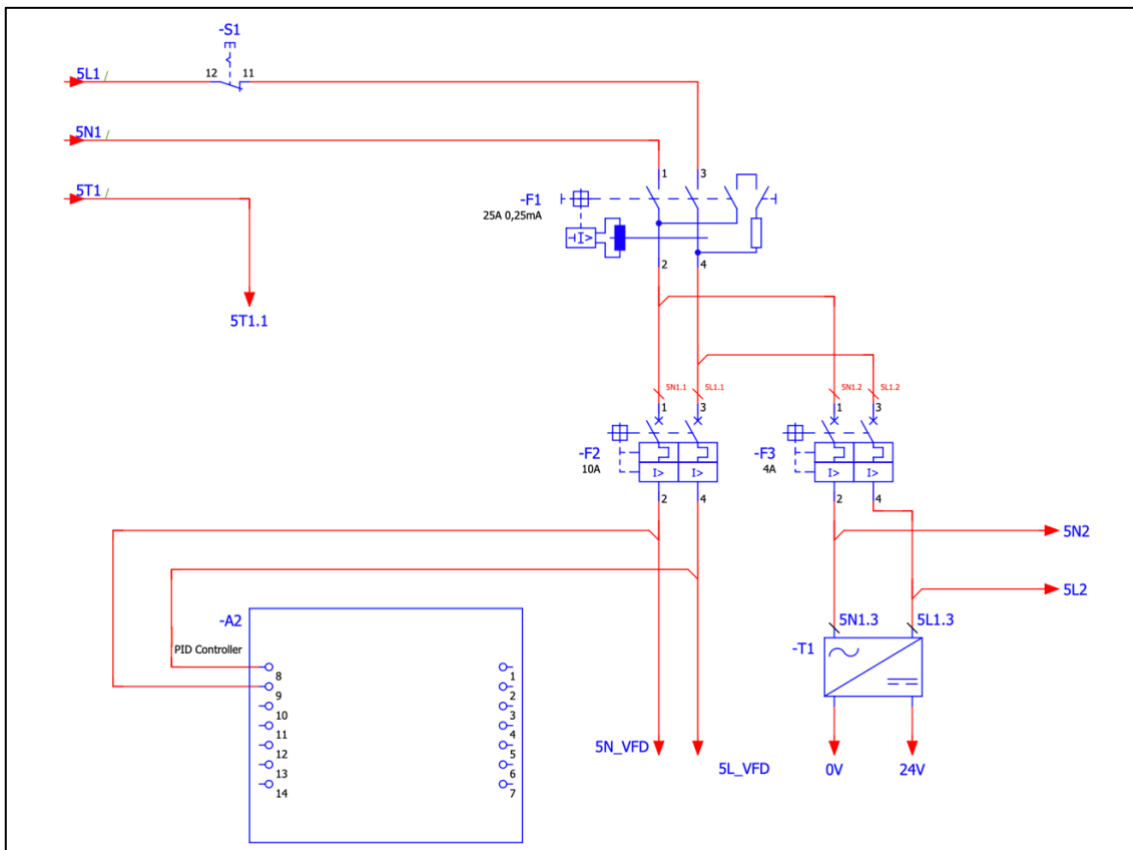 -S1
5L1 /
12
11
5N1 /
5T1 /
1
3
-F1
25A 0,25mA
I>
2
4
5T1.1
5N1.1
5L1.1
5N1.2
5L1.2
1
3
1
3
-F2
10A
I>
I>
-F3
4A
I>
I>
2
4
2
4
5N2
5L2
-A2
5N1.3
5L1.3
PID Controller
-T1
8
1
9
2
10
3
11
4
12
5
13
6
14
7
5N_VFD
5L_VFD
0V
24V